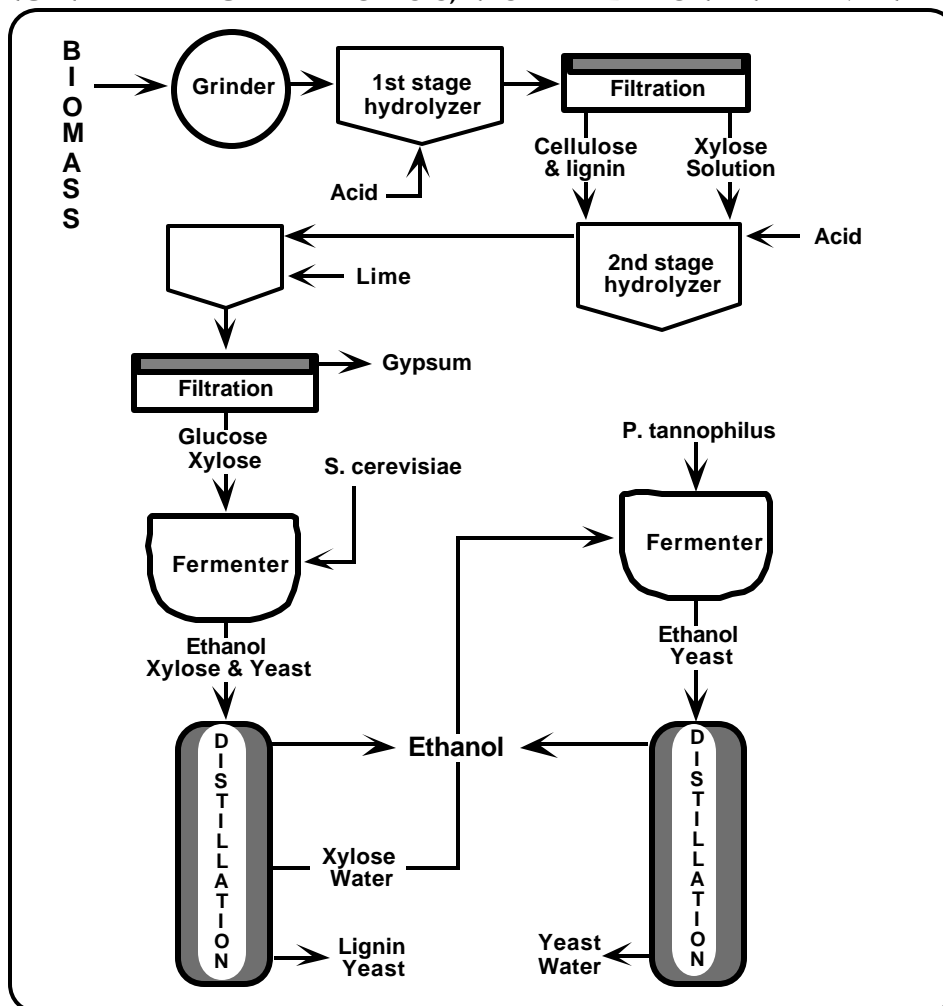 BIOMASS
Grinder
1st stage
hydrolyzer
Filtration
Cellulose
& lignin
Xylose
Solution
Acid
Acid
2nd stage
hydrolyzer
Lime
Filtration
Gypsum
Glucose
Xylose
S. cerevisiae
P. tannophilus
Fermenter
Fermenter
Ethanol
Xylose & Yeast
Ethanol
Yeast
DISTILLATION
Ethanol
DISTILLATION
Xylose
Water
Lignin
Yeast
Yeast
Water